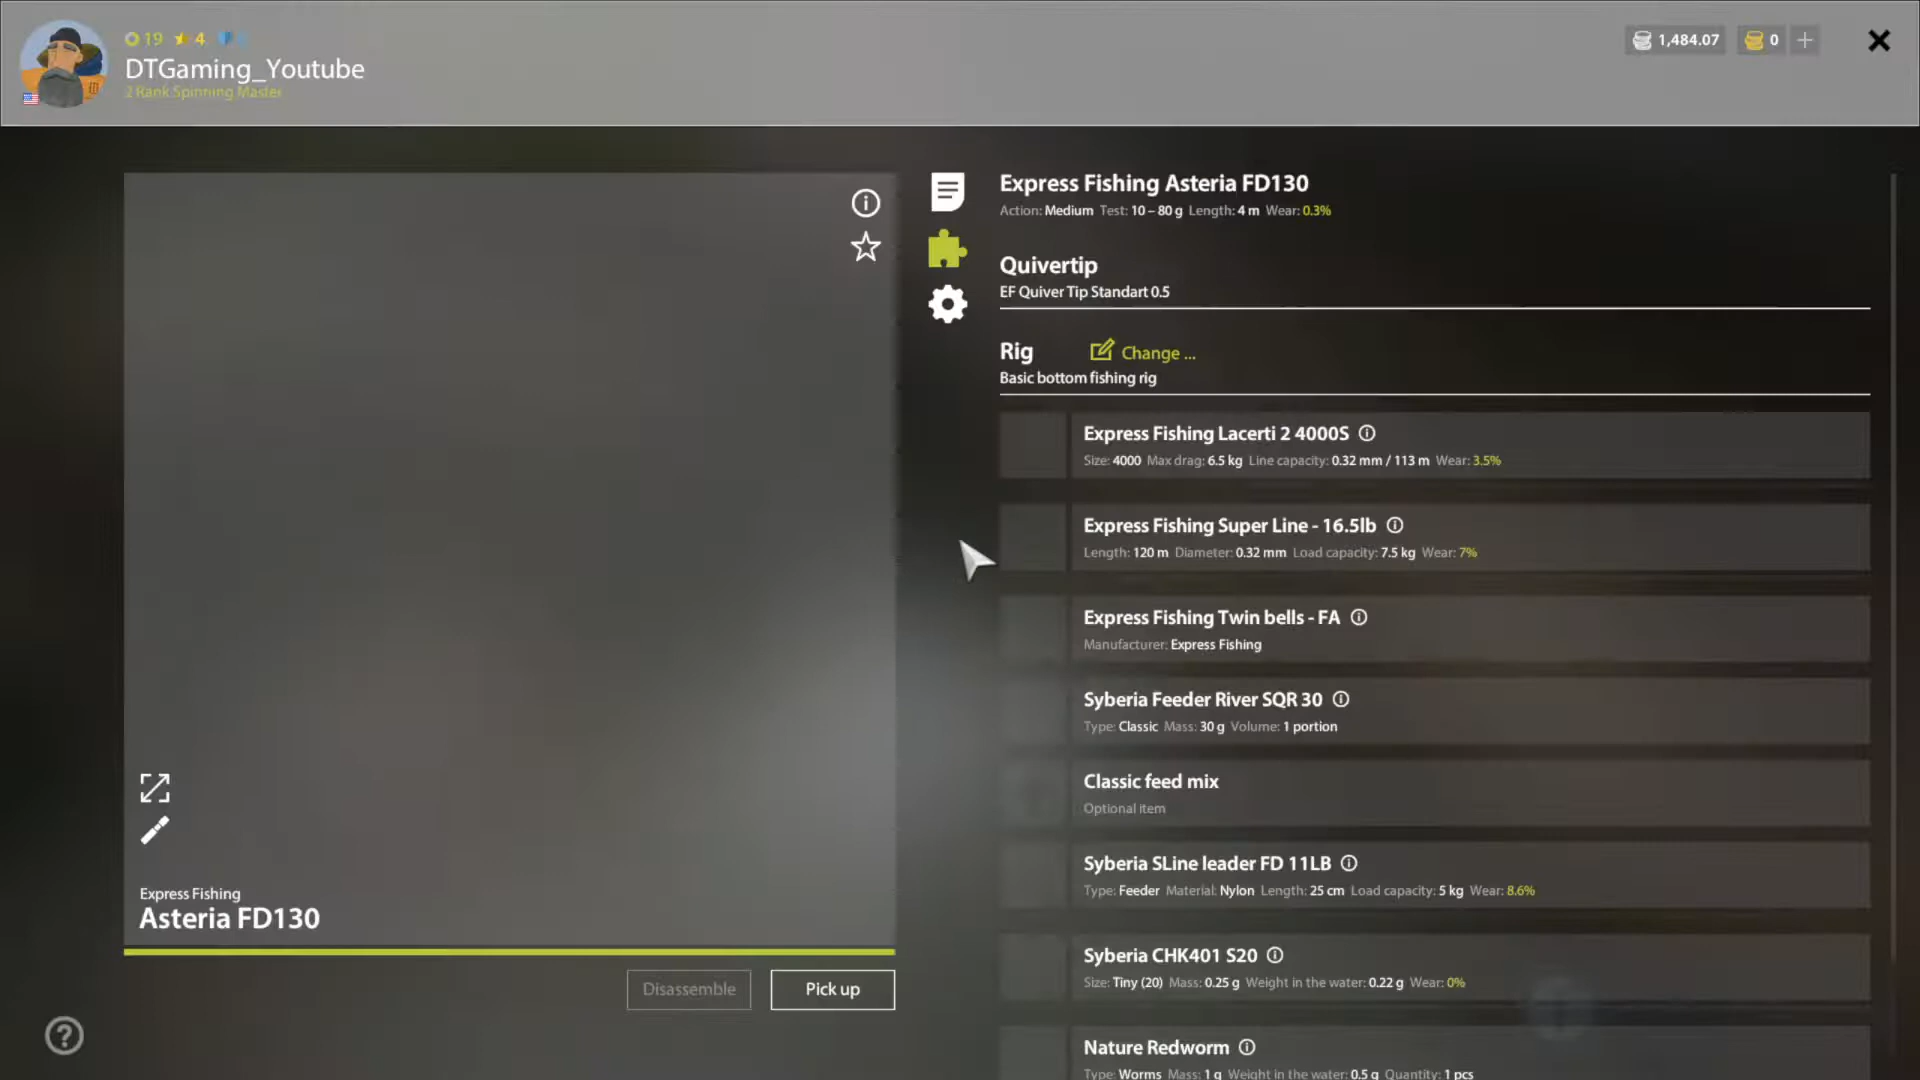 19 4
DTGaming_Youtube
2 Rank Spinning Master
1,484.07
0
Express Fishing Asteria FD130
Action: Medium Test: 10 – 80 g Length: 4 m Wear: 0.3%
Quivertip
EF Quiver Tip Standart 0.5
Rig Change ...
Basic bottom fishing rig
Express Fishing Lacerti 2 4000S
Size: 4000 Max drag: 6.5 kg Line capacity: 0.32 mm / 113 m Wear: 3.5%
Express Fishing Super Line - 16.5lb
Length: 120 m Diameter: 0.32 mm Load capacity: 7.5 kg Wear: 7%
Express Fishing Twin bells - FA
Manufacturer: Express Fishing
Syberia Feeder River SQR 30
Type: Classic Mass: 30 g Volume: 1 portion
Classic feed mix
Optional item
Syberia SLine leader FD 11LB
Type: Feeder Material: Nylon Length: 25 cm Load capacity: 5 kg Wear: 8.6%
Syberia CHK401 S20
Size: Tiny (20) Mass: 0.25 g Weight in the water: 0.22 g Wear: 0%
Nature Redworm
Type: Worms Mass: 1 g Weight in the water: 0.5 g Quantity: 1 pcs
Express Fishing
Asteria FD130
Disassemble
Pick up